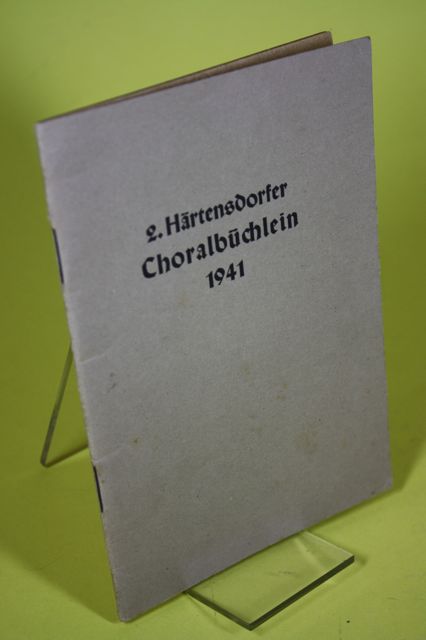 2. Härtensdorfer
Choralbüchlein
1941